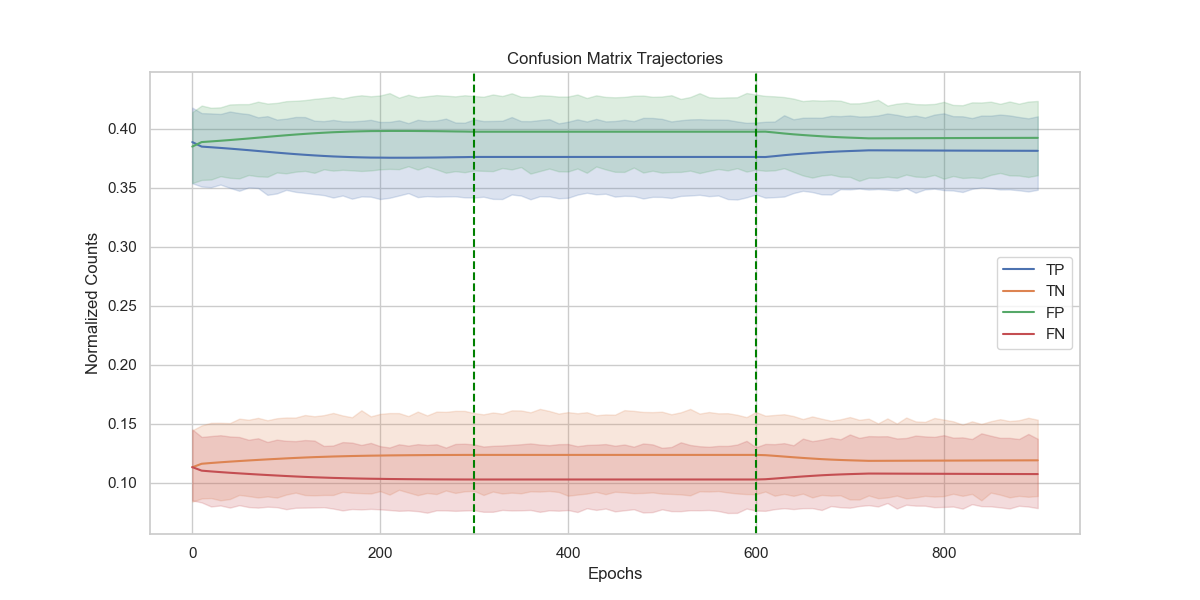 Confusion Matrix Trajectories
Normalized Counts
0.40
0.35
0.30
0.25
0.20
0.15
0.10
TP
TN
FP
FN
0 200 400 600 800
Epochs